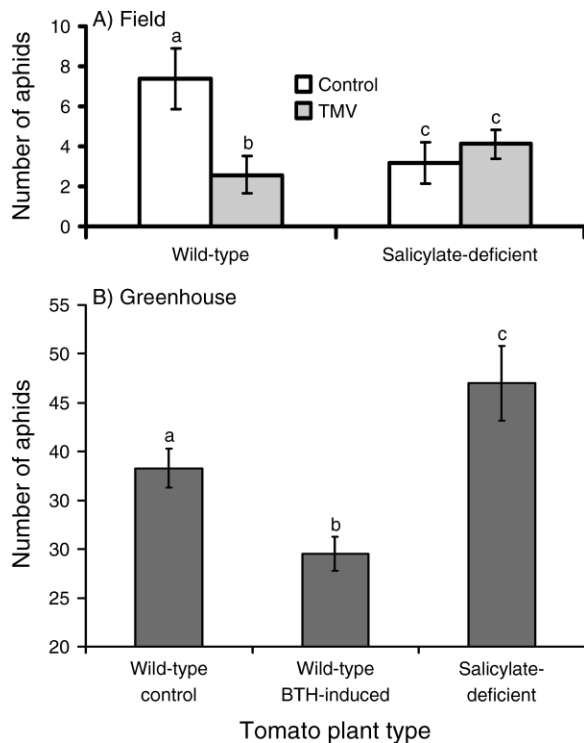 A) Field
Number of aphids
10
8
6
4
2
0
a
b
c
c
Control
TMV
Wild-type
Salicylate-deficient
B) Greenhouse
Number of aphids
55
50
45
40
30
30
25
20
a
b
c
Wild-type
control
Wild-type
BTH-induced
Salicylate-
deficient
Tomato plant type